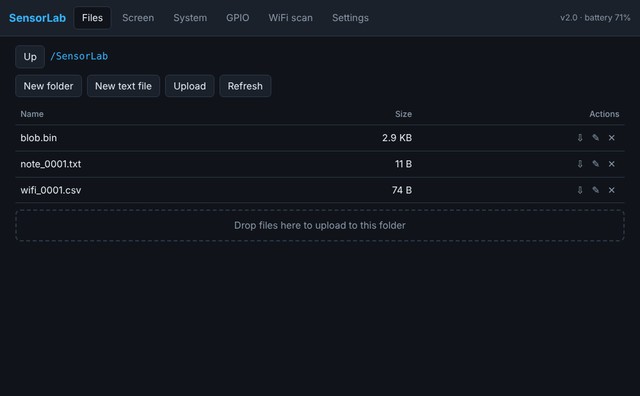 SensorLab Files Screen System GPIO WiFi scan Settings v2.0 · battery 71%
Up /SensorLab
New folder New text file Upload Refresh
Name Size Actions
blob.bin 2.9 KB
note_0001.txt 11 B
wifi_0001.csv 74 B
Drop files here to upload to this folder